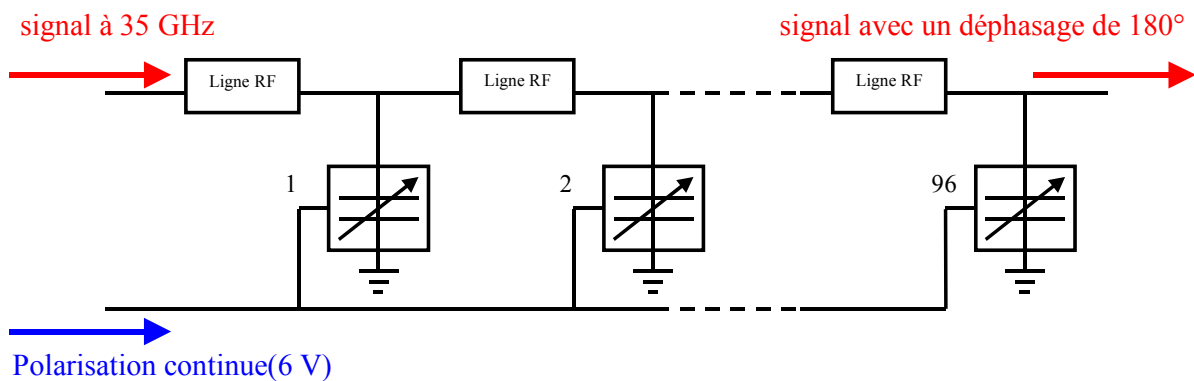 signal à 35 GHz
signal avec un déphasage de 180°
Ligne RF
Ligne RF
Ligne RF
1
2
96
Polarisation continue(6 V)